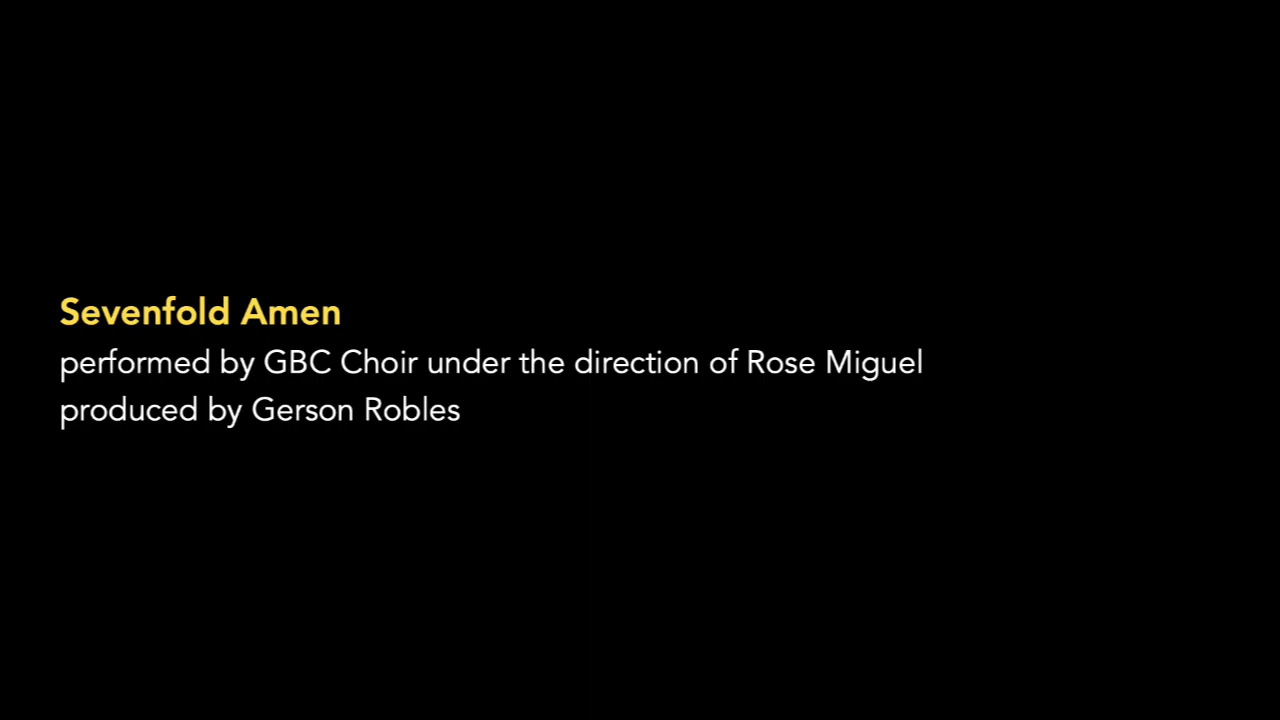 Sevenfold Amen
performed by GBC Choir under the direction of Rose Miguel
produced by Gerson Robles